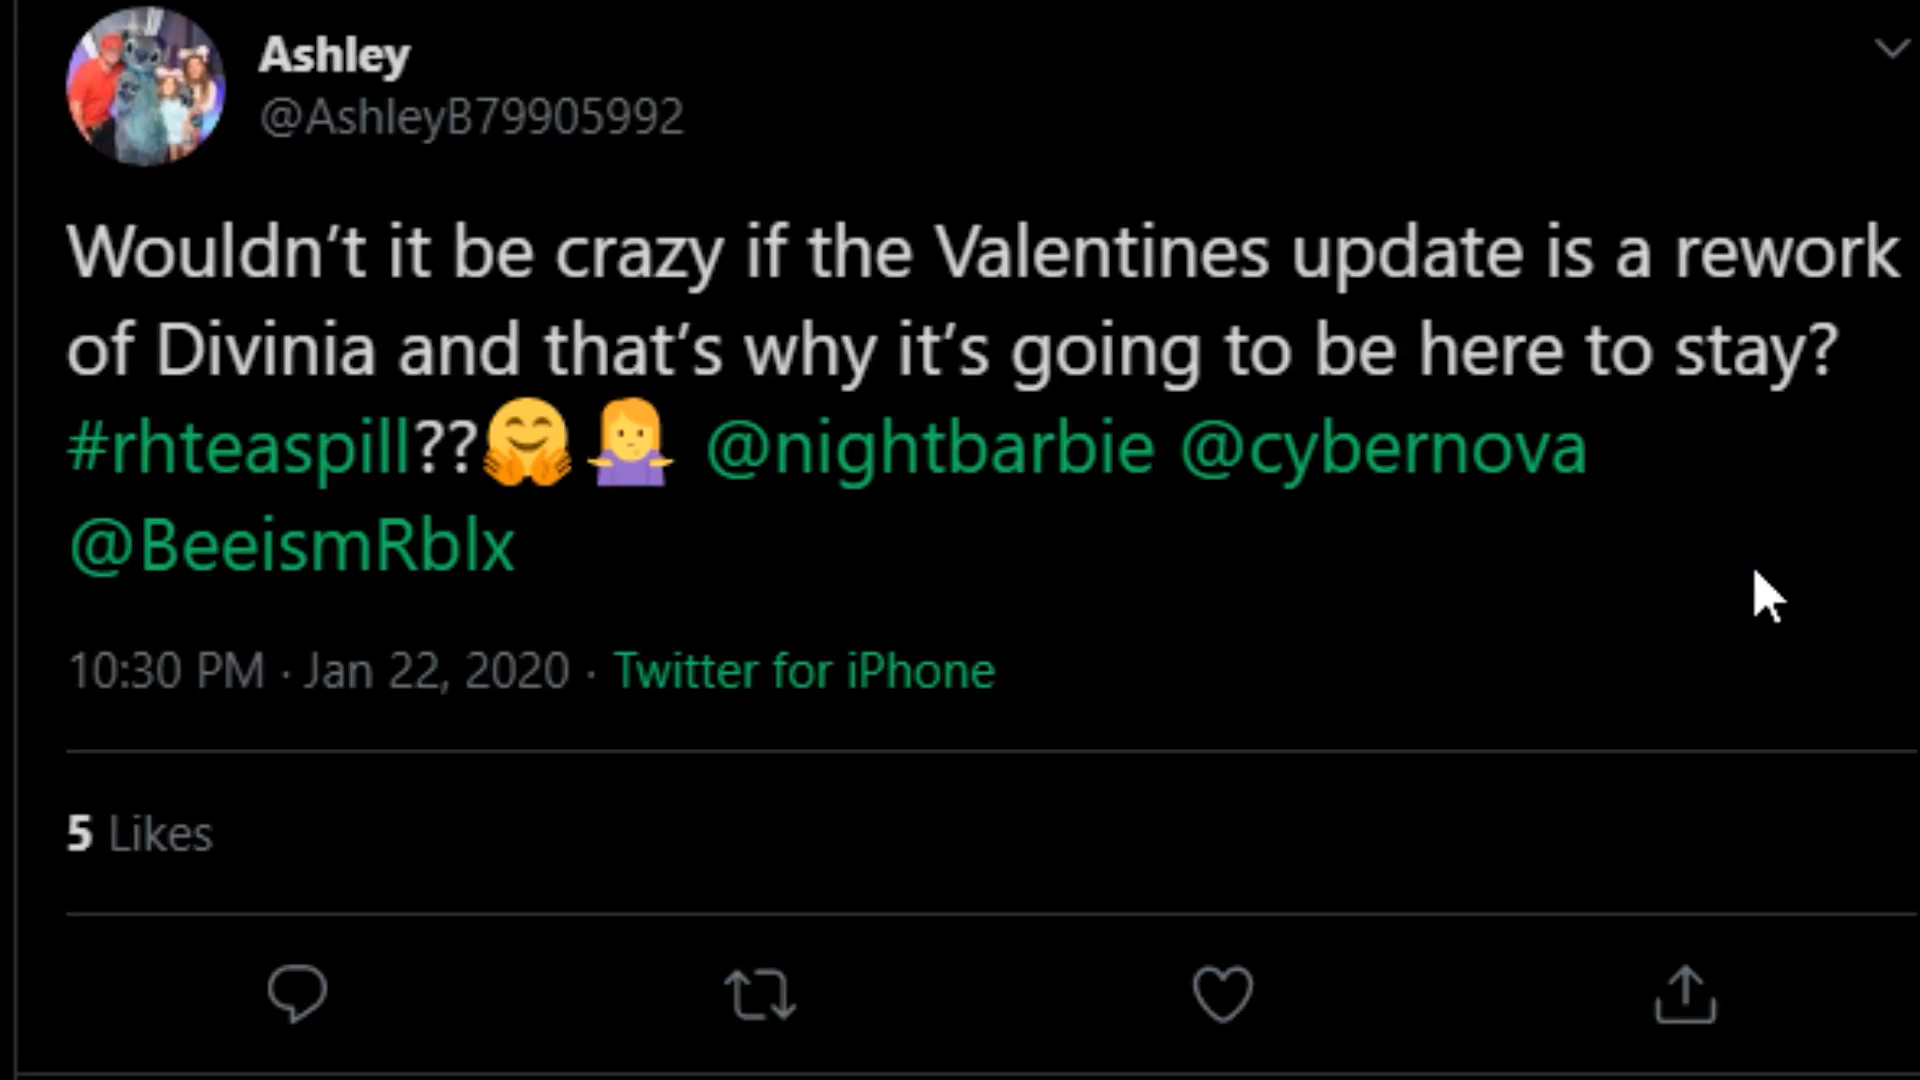 Ashley
@AshleyB79905992
Wouldn’t it be crazy if the Valentines update is a rework
of Divinia and that’s why it’s going to be here to stay?
#rhteaspill??🤗🤷‍♀️ @nightbarbie @cybernova
@BeeismRblx
10:30 PM · Jan 22, 2020 · Twitter for iPhone
5 Likes